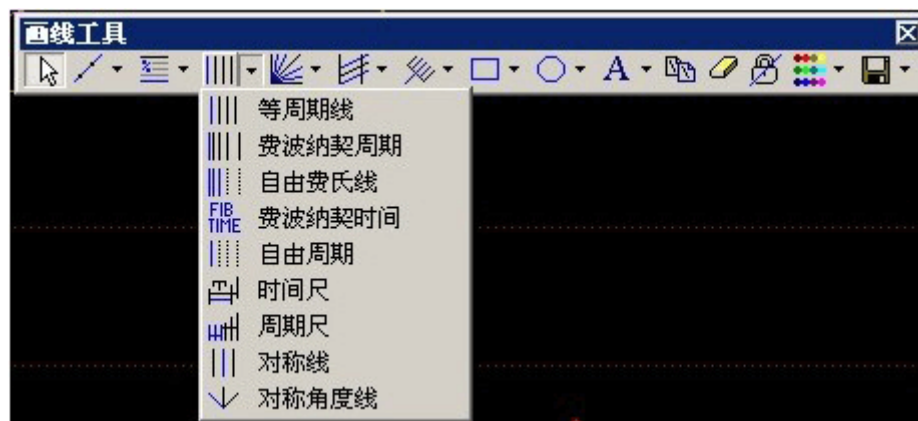 画线工具
A
等周期线
费波纳契周期
自由费氏线
FIB
TIME
费波纳契时间
自由周期
时间尺
周期尺
对称线
对称角度线